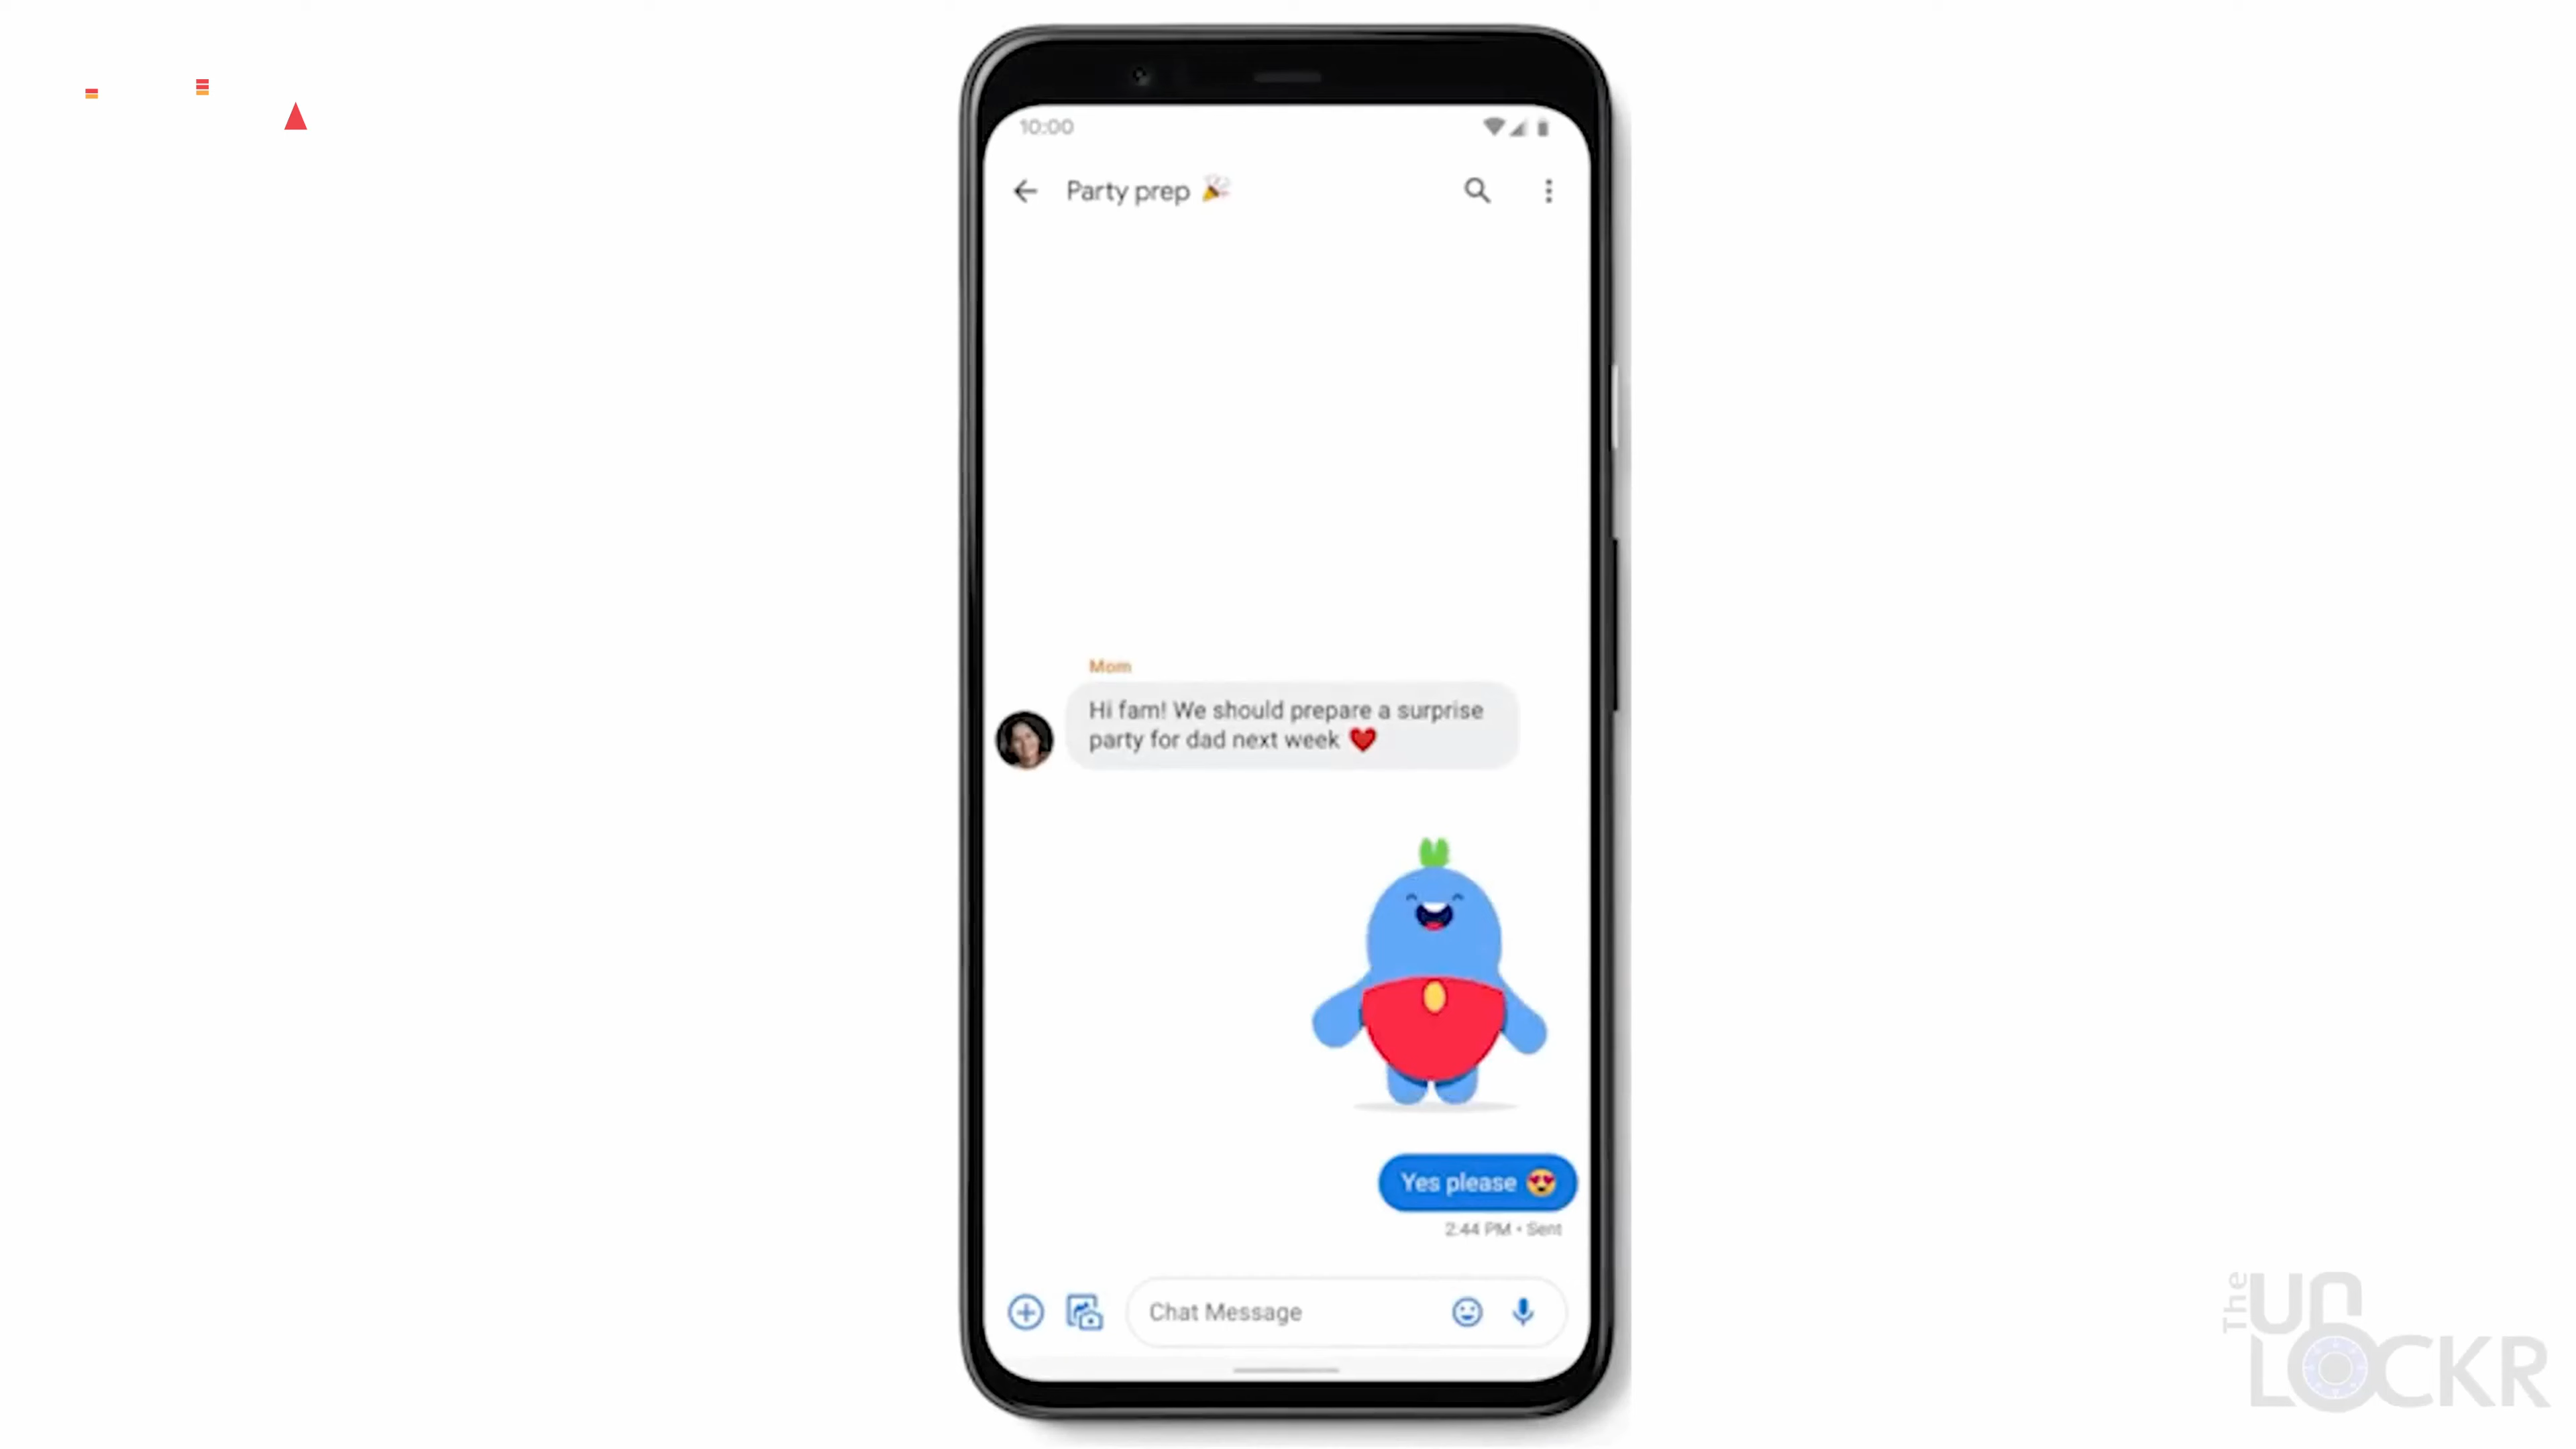 10:00
Party prep 🎉
Mom
Hi fam! We should prepare a surprise
party for dad next week ❤️
Yes please 😍
2:44 PM • Sent
Chat Message
The
UN
LOCKR